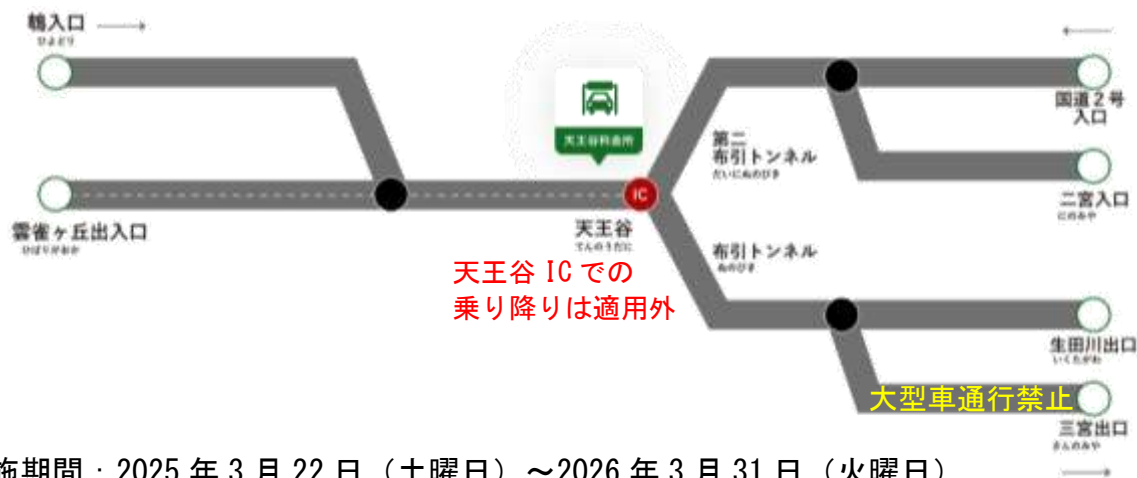 鵯入口
ひよどり
国道2号
入口
天王谷料金所
第二
布引トンネル
だいにぬのびき
二宮入口
にのみや
雲雀ヶ丘出入口
ひばりがおか
IC
天王谷
てんのうだに
布引トンネル
ぬのびき
天王谷 IC での
乗り降りは適用外
生田川出口
いくたがわ
大型車通行禁止
三宮出口
さんのみや
施期間：2025 年 3 月 22 日（土曜日）～2026 年 3 月 31 日（火曜日）